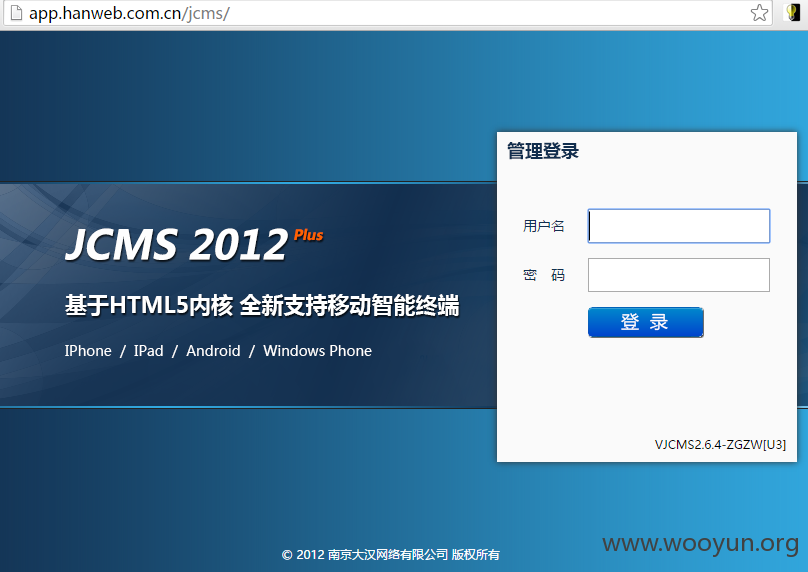 app.hanweb.com.cn/jcms/
管理登录
用户名
密 码
登 录
JCMS 2012 Plus
基于HTML5内核 全新支持移动智能终端
IPhone / IPad / Android / Windows Phone
VJCMS2.6.4-ZGZW[U3]
© 2012 南京大汉网络有限公司 版权所有
www.wooyun.org